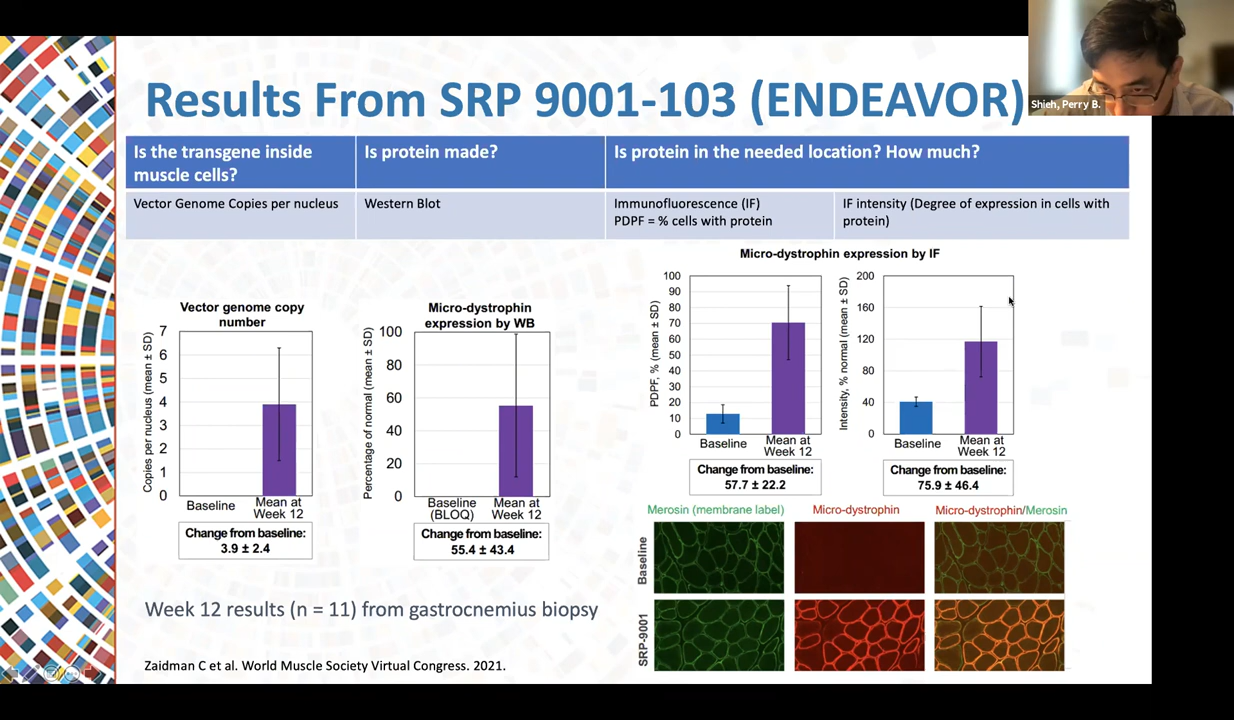 Results From SRP 9001-103 (ENDEAVOR)
Shieh, Perry B.
Is the transgene inside
muscle cells?
Is protein made?
Is protein in the needed location? How much?
Vector Genome Copies per nucleus
Western Blot
Immunofluorescence (IF)
PDPF = % cells with protein
IF intensity (Degree of expression in cells with
protein)
Vector genome copy
number
Copies per nucleus (mean ± SD)
7
6
5
4
3
2
1
0
Baseline
Mean at
Week 12
Change from baseline:
3.9 ± 2.4
Micro-dystrophin
expression by WB
Percentage of normal (mean ± SD)
100
80
60
40
20
0
Baseline
(BLOQ)
Mean at
Week 12
Change from baseline:
55.4 ± 43.4
Micro-dystrophin expression by IF
PDPF, % (mean ± SD)
100
90
80
70
60
50
40
30
20
10
0
Baseline
Mean at
Week 12
Change from baseline:
57.7 ± 22.2
Intensity, % normal (mean ± SD)
200
160
120
80
40
0
Baseline
Mean at
Week 12
Change from baseline:
75.9 ± 46.4
Merosin (membrane label)
Micro-dystrophin
Micro-dystrophin/Merosin
Baseline
SRP-9001
Week 12 results (n = 11) from gastrocnemius biopsy
Zaidman C et al. World Muscle Society Virtual Congress. 2021.